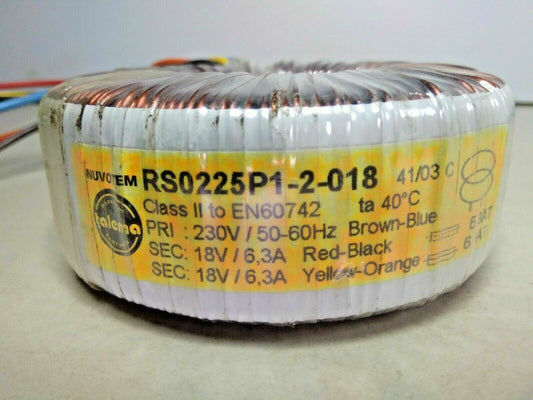 NUVOTEM RS0225P1-2-018 41/03 C
talema Class II to EN60742 ta 40°C
PRI : 230V / 50-60Hz Brown-Blue
SEC: 18V / 6,3A Red-Black
SEC: 18V / 6,3A Yellow-Orange